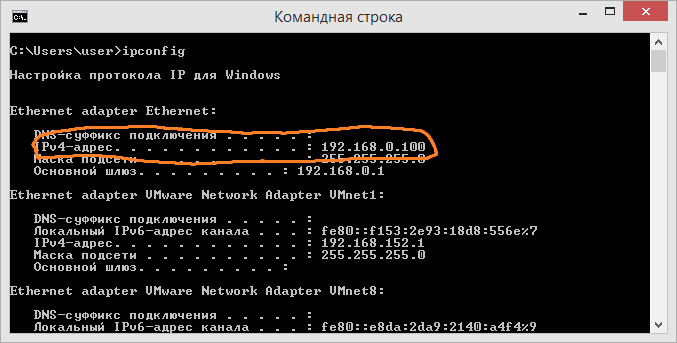 Командная строка
C:\Users\user>ipconfig
Настройка протокола IP для Windows
Ethernet adapter Ethernet:
DNS-суффикс подключения . . . . . :
IPv4-адрес. . . . . . . . . . . . : 192.168.0.100
Маска подсети . . . . . . . . . . : 255.255.255.0
Основной шлюз. . . . . . . . . : 192.168.0.1
Ethernet adapter VMware Network Adapter VMnet1:
DNS-суффикс подключения . . . . . :
Локальный IPv6-адрес канала . . . : fe80::f153:2e93:18d8:556e%7
IPv4-адрес. . . . . . . . . . . . : 192.168.152.1
Маска подсети . . . . . . . . . . : 255.255.255.0
Основной шлюз. . . . . . . . . :
Ethernet adapter VMware Network Adapter VMnet8:
DNS-суффикс подключения . . . . . :
Локальный IPv6-адрес канала . . . : fe80::e8da:2da9:2140:a4f4%9